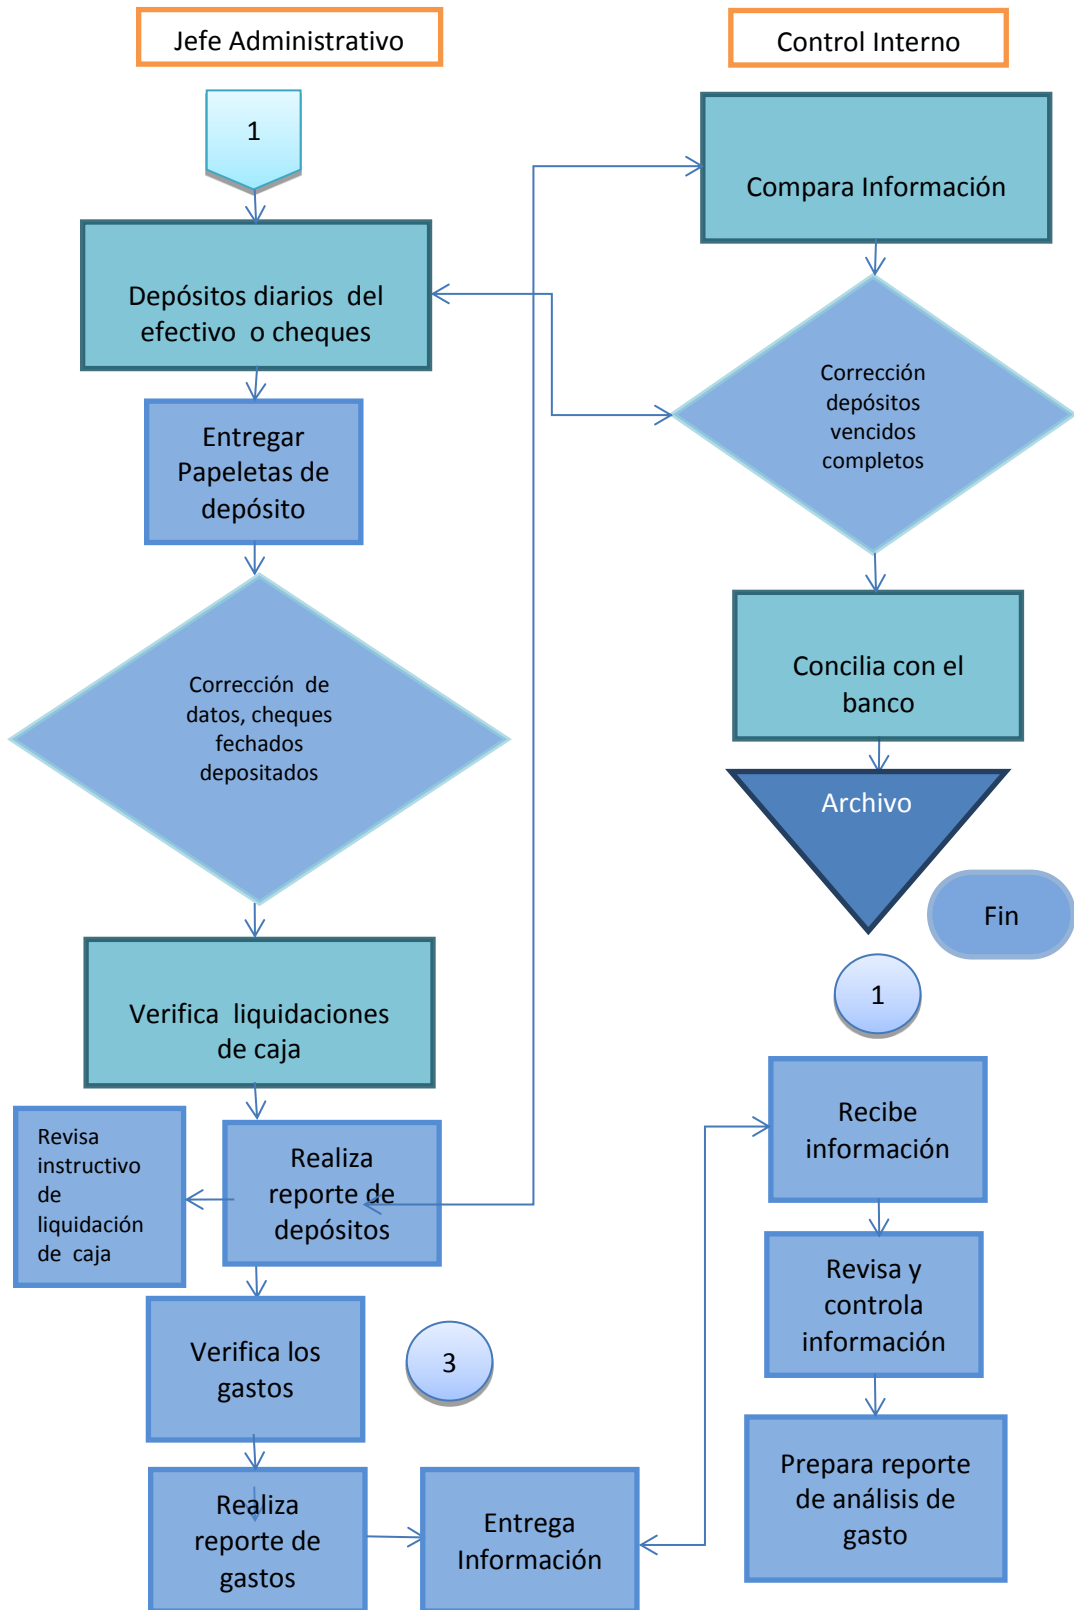 Jefe Administrativo
1
Depósitos diarios del
efectivo o cheques
Entregar
Papeletas de
depósito
Corrección de
datos, cheques
fechados
depositados
Verifica liquidaciones
de caja
Revisa
instructivo
de
liquidación
de caja
Realiza
reporte de
depósitos
Verifica los
gastos
3
Realiza
reporte de
gastos
Entrega
Información
Control Interno
Compara Información
Corrección
depósitos
vencidos
completos
Concilia con el
banco
Archivo
Fin
1
Recibe
información
Revisa y
controla
información
Prepara reporte
de análisis de
gasto